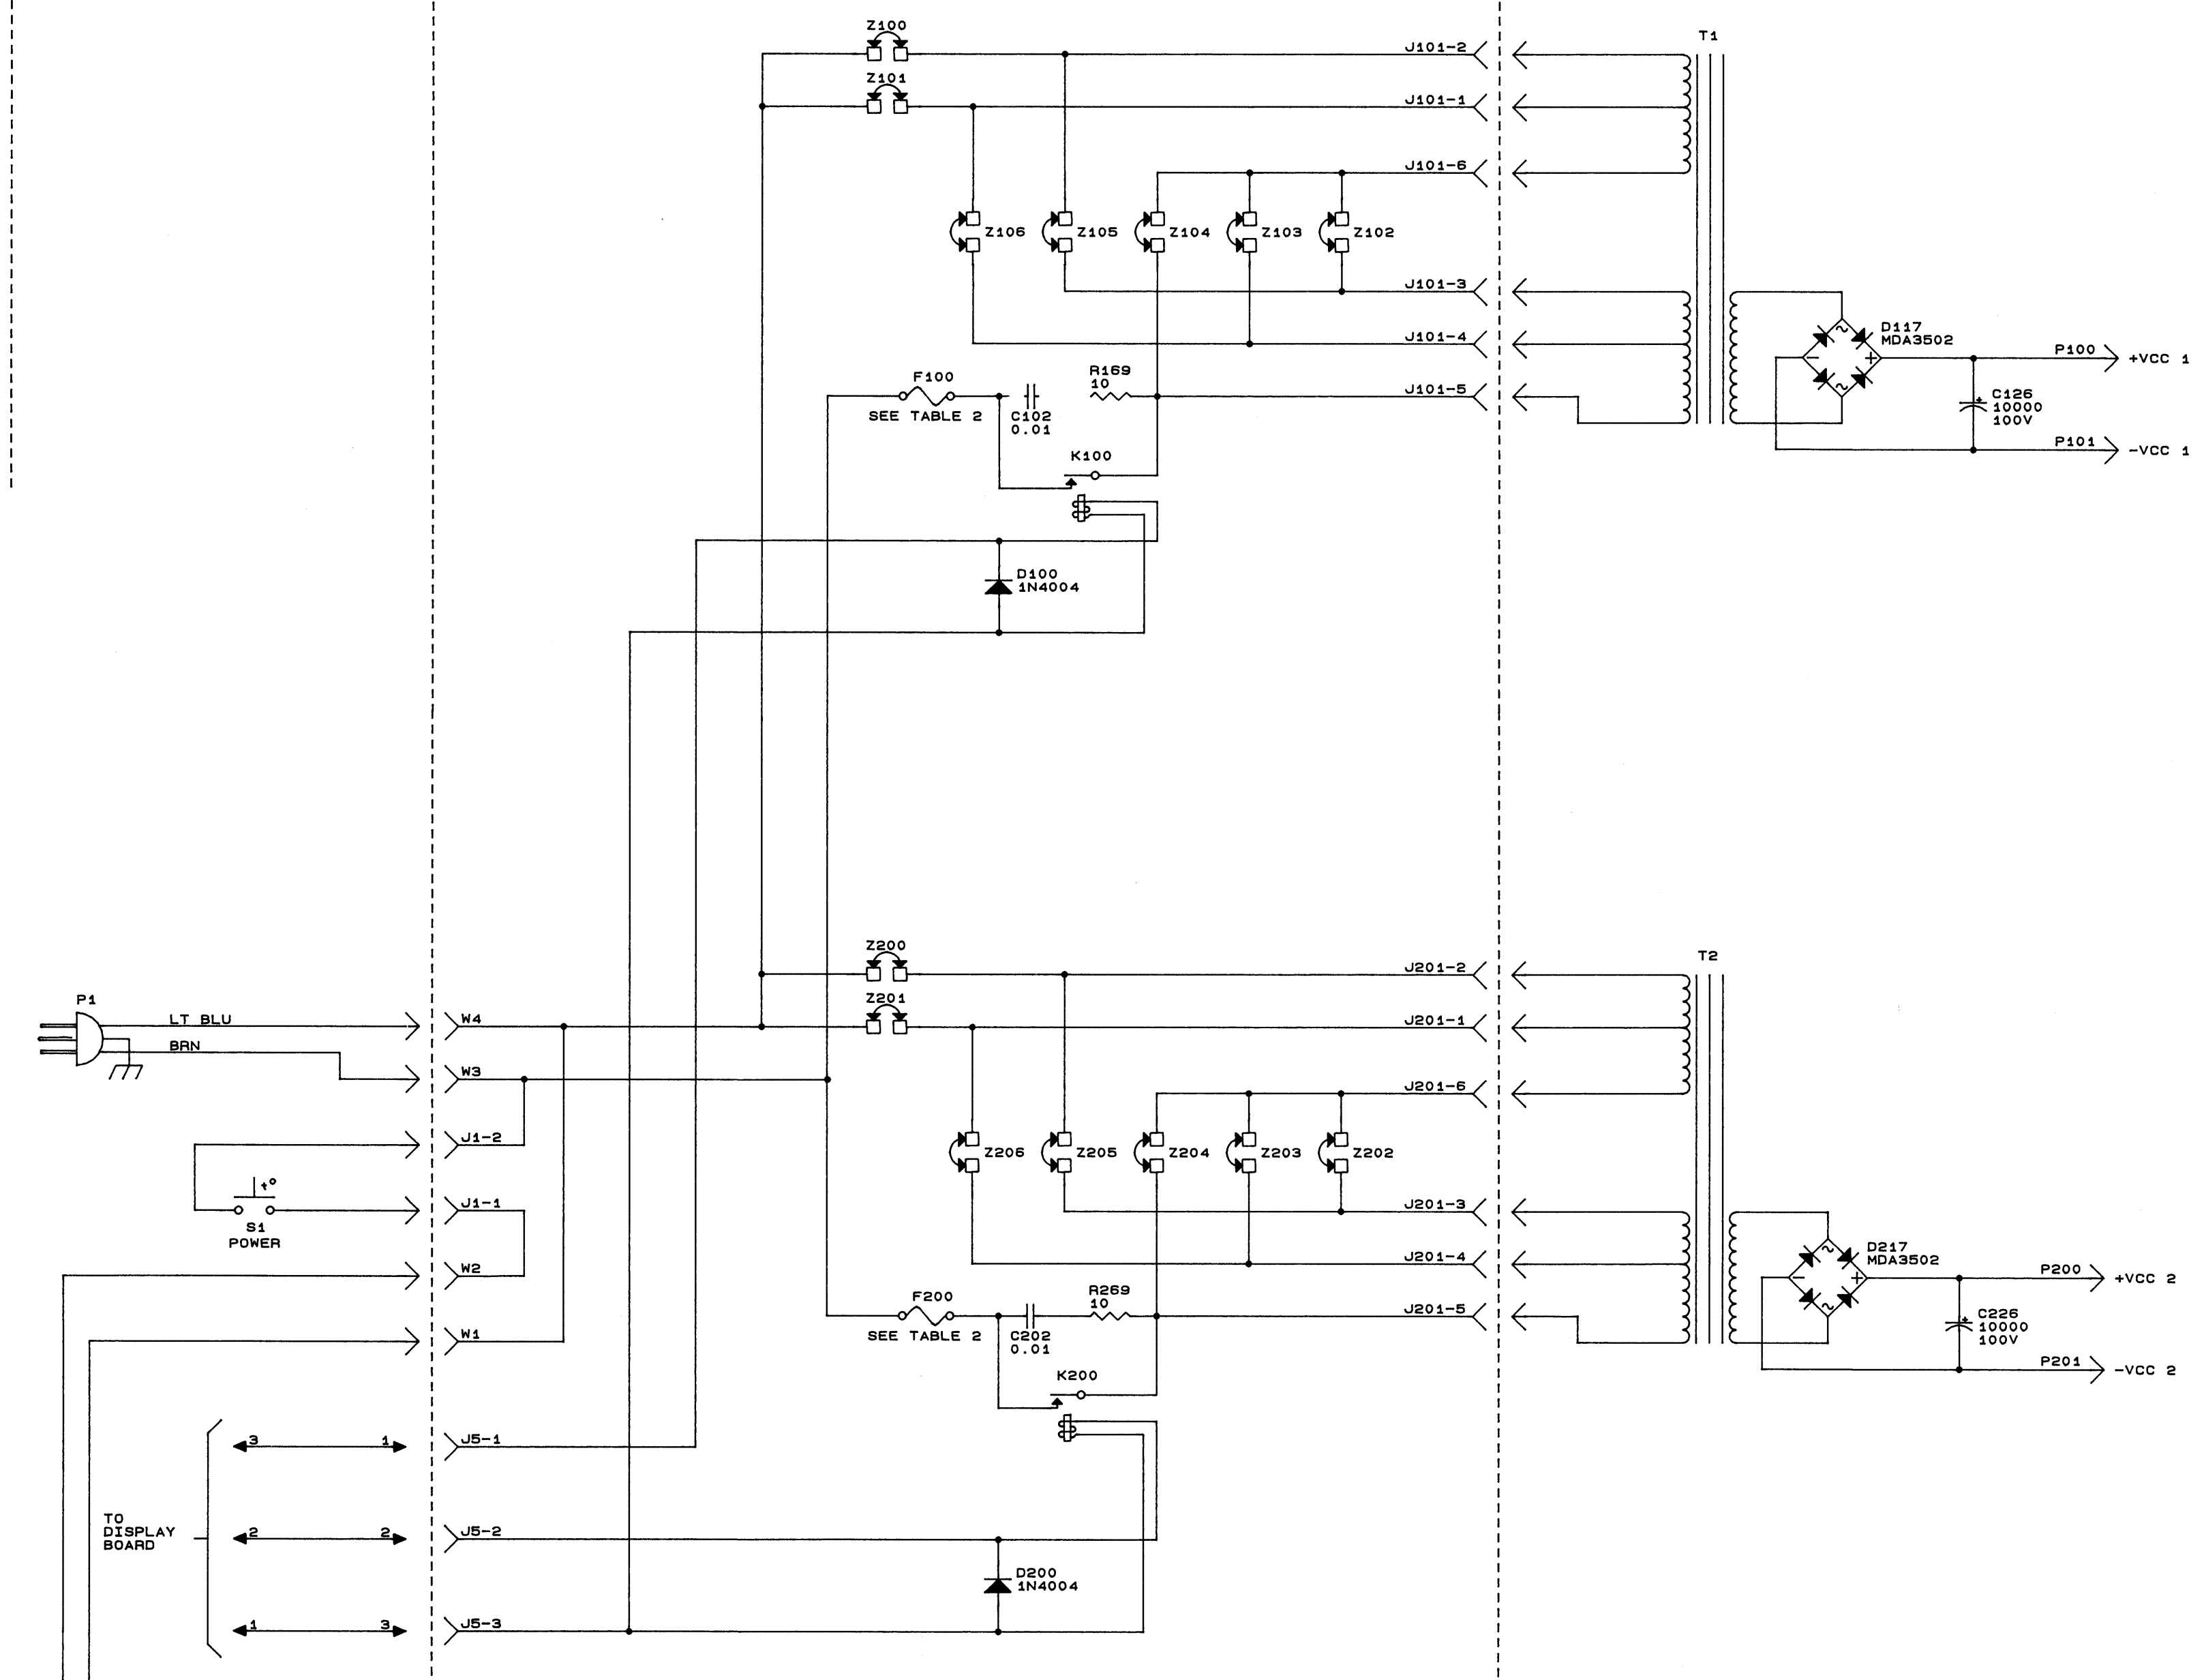 Z100
J101-2
T1
Z101
J101-1
J101-6
Z106
Z105
Z104
Z103
Z102
J101-3
J101-4
D117
MDA3502
P100
+VCC 1
F100
SEE TABLE 2
C102
0.01
R169
10
J101-5
+
C126
10000
100V
P101
-VCC 1
K100
D100
1N4004
Z200
J201-2
T2
P1
LT BLU
W4
Z201
J201-1
BRN
W3
J201-6
J1-2
Z206
Z205
Z204
Z203
Z202
t°
S1
POWER
J1-1
J201-3
W2
J201-4
D217
MDA3502
P200
+VCC 2
F200
SEE TABLE 2
C202
0.01
R269
10
J201-5
+
C226
10000
100V
W1
P201
-VCC 2
K200
3
1
J5-1
TO
DISPLAY
BOARD
2
2
J5-2
D200
1N4004
1
3
J5-3